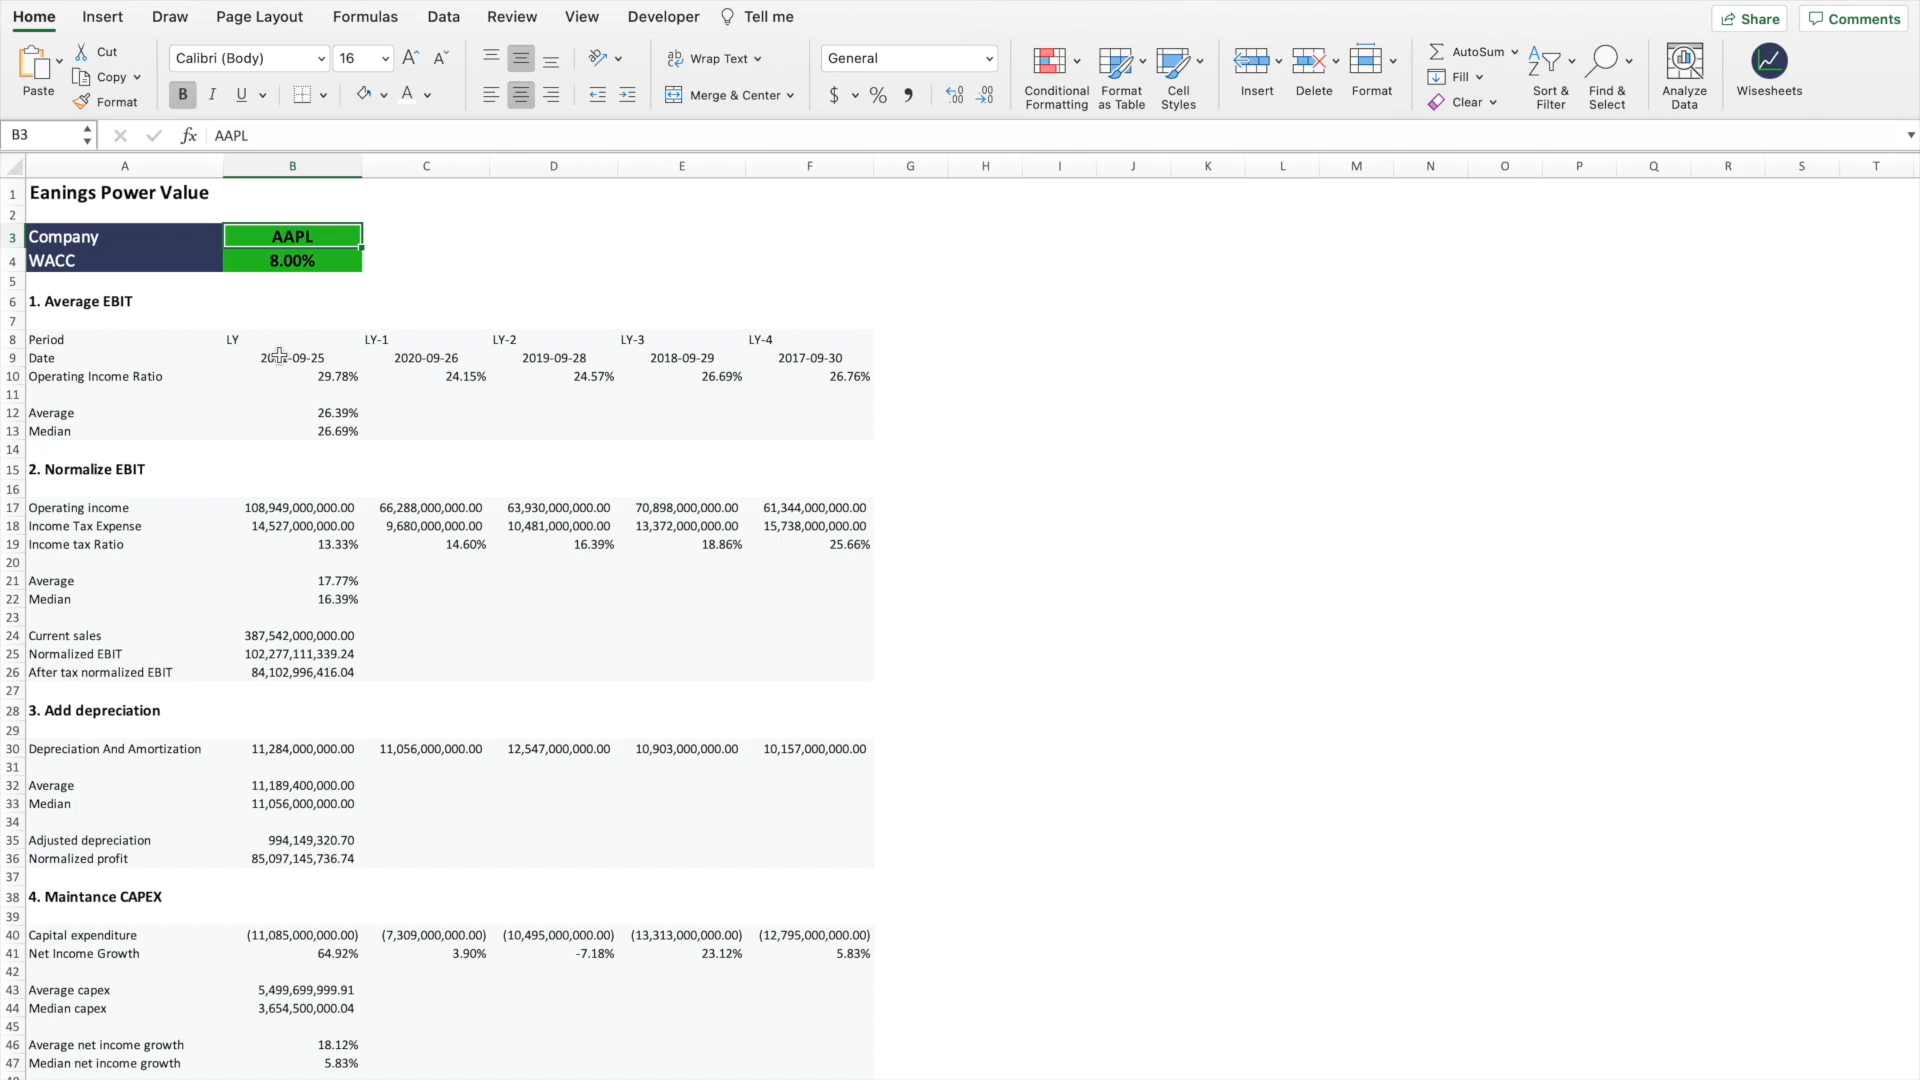 Home Insert Draw Page Layout Formulas Data Review View Developer Tell me Share Comments
Paste Cut Copy Format
Calibri (Body) 16 A^ A˅
B I U A
Wrap Text
Merge & Center
General
$ % 9 .00
Conditional Formatting
Format as Table
Cell Styles
Insert Delete Format
AutoSum
Fill
Clear
Sort & Filter
Find & Select
Analyze Data
Wisesheets
B3 fx AAPL
A B C D E F G H I J K L M N O P Q R S T
1 Eanings Power Value
2
3 Company AAPL
4 WACC 8.00%
5
6 1. Average EBIT
7
8 Period LY LY-1 LY-2 LY-3 LY-4
9 Date 2020-09-26 2019-09-28 2018-09-29 2017-09-30
10 Operating Income Ratio 29.78% 24.15% 24.57% 26.69% 26.76%
11
12 Average 26.39%
13 Median 26.69%
14
15 2. Normalize EBIT
16
17 Operating income 108,949,000,000.00 66,288,000,000.00 63,930,000,000.00 70,898,000,000.00 61,344,000,000.00
18 Income Tax Expense 14,527,000,000.00 9,680,000,000.00 10,481,000,000.00 13,372,000,000.00 15,738,000,000.00
19 Income tax Ratio 13.33% 14.60% 16.39% 18.86% 25.66%
20
21 Average 17.77%
22 Median 16.39%
23
24 Current sales 387,542,000,000.00
25 Normalized EBIT 102,277,111,339.24
26 After tax normalized EBIT 84,102,996,416.04
27
28 3. Add depreciation
29
30 Depreciation And Amortization 11,284,000,000.00 11,056,000,000.00 12,547,000,000.00 10,903,000,000.00 10,157,000,000.00
31
32 Average 11,189,400,000.00
33 Median 11,056,000,000.00
34
35 Adjusted depreciation 994,149,320.70
36 Normalized profit 85,097,145,736.74
37
38 4. Maintance CAPEX
39
40 Capital expenditure (11,085,000,000.00) (7,309,000,000.00) (10,495,000,000.00) (13,313,000,000.00) (12,795,000,000.00)
41 Net Income Growth 64.92% 3.90% -7.18% 23.12% 5.83%
42
43 Average capex 5,499,699,999.91
44 Median capex 3,654,500,000.04
45
46 Average net income growth 18.12%
47 Median net income growth 5.83%